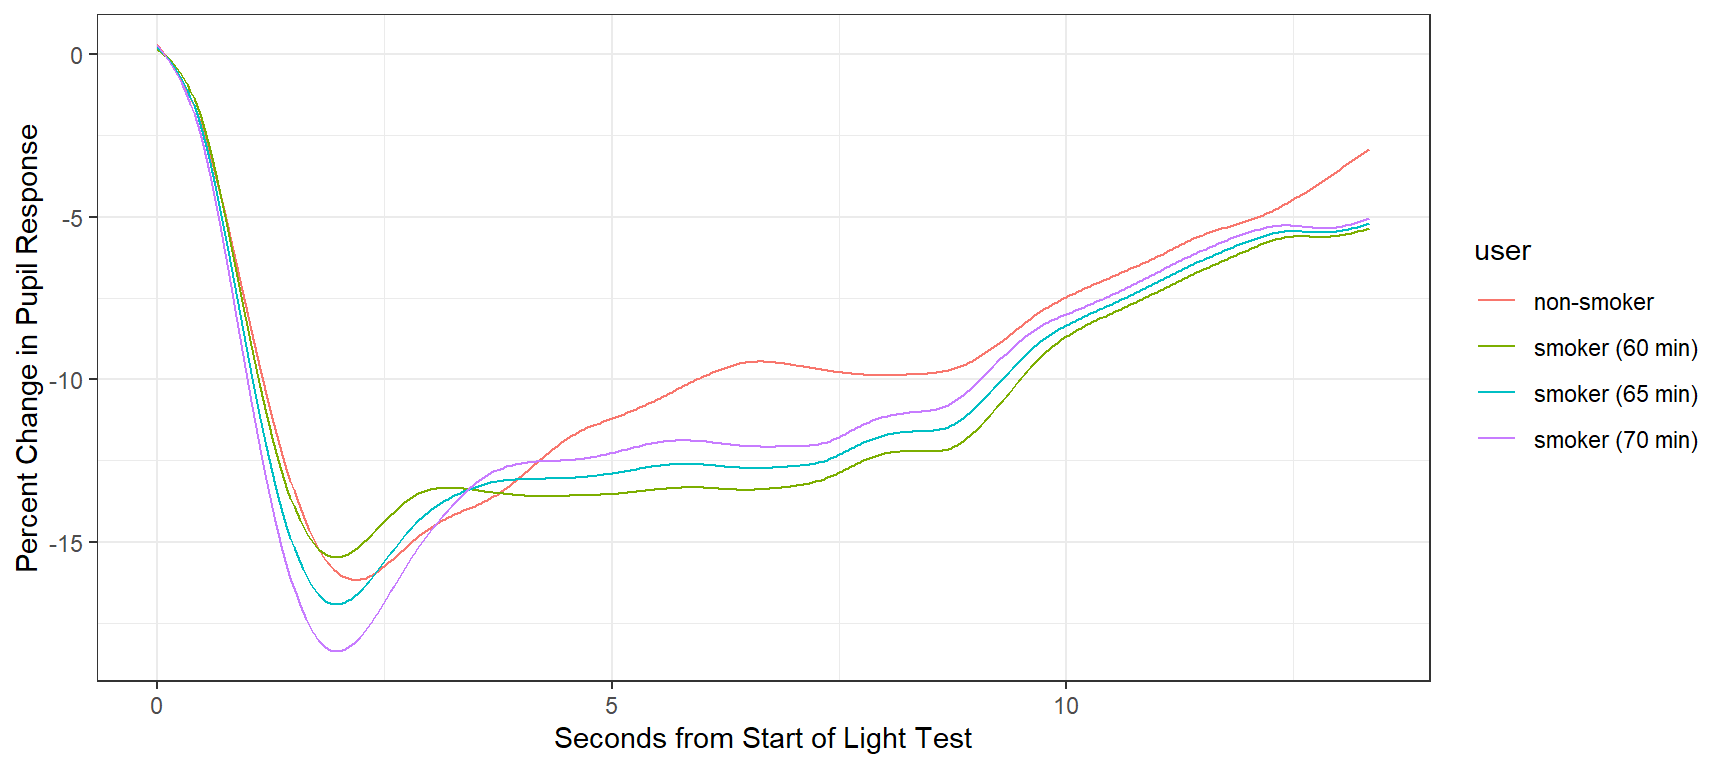 Percent Change in Pupil Response
0
-5
-10
-15
0 5 10
Seconds from Start of Light Test
user
non-smoker
smoker (60 min)
smoker (65 min)
smoker (70 min)